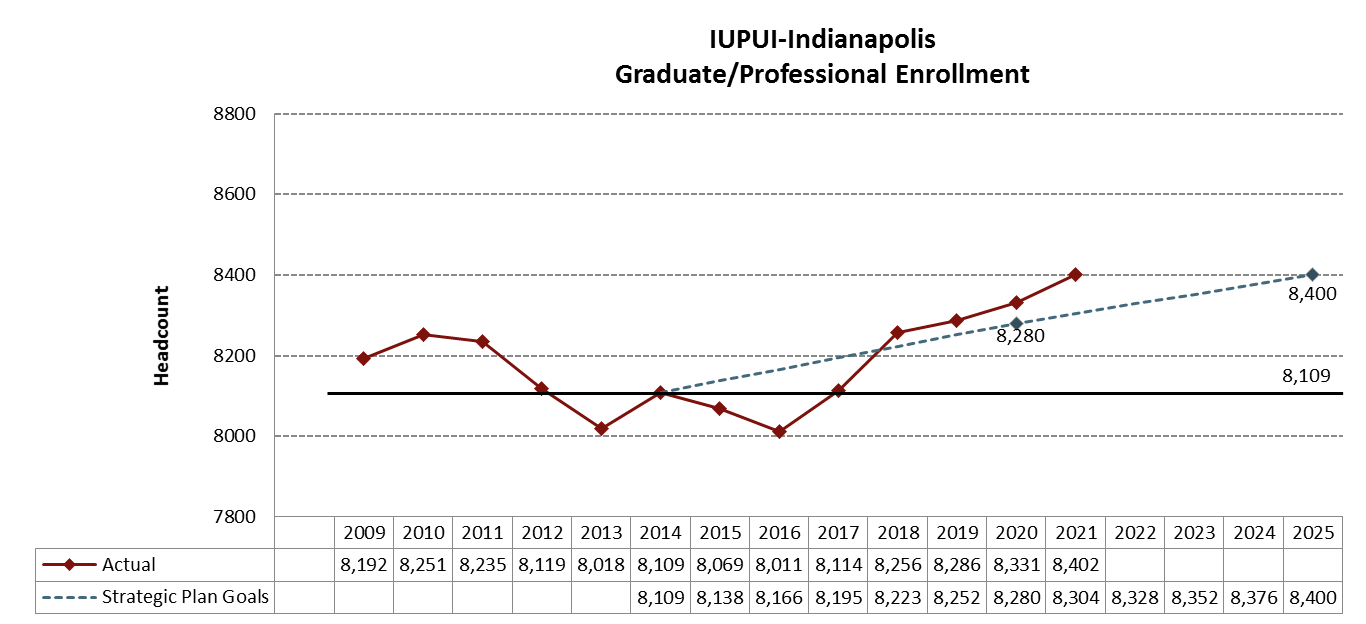 IUPUI-Indianapolis
Graduate/Professional Enrollment
8800
8600
8400
8,400
8,280
Headcount
8200
8,109
8000
7800
2009 2010 2011 2012 2013 2014 2015 2016 2017 2018 2019 2020 2021 2022 2023 2024 2025
Actual 8,192 8,251 8,235 8,119 8,018 8,109 8,069 8,011 8,114 8,256 8,286 8,331 8,402
Strategic Plan Goals 8,109 8,138 8,166 8,195 8,223 8,252 8,280 8,304 8,328 8,352 8,376 8,400